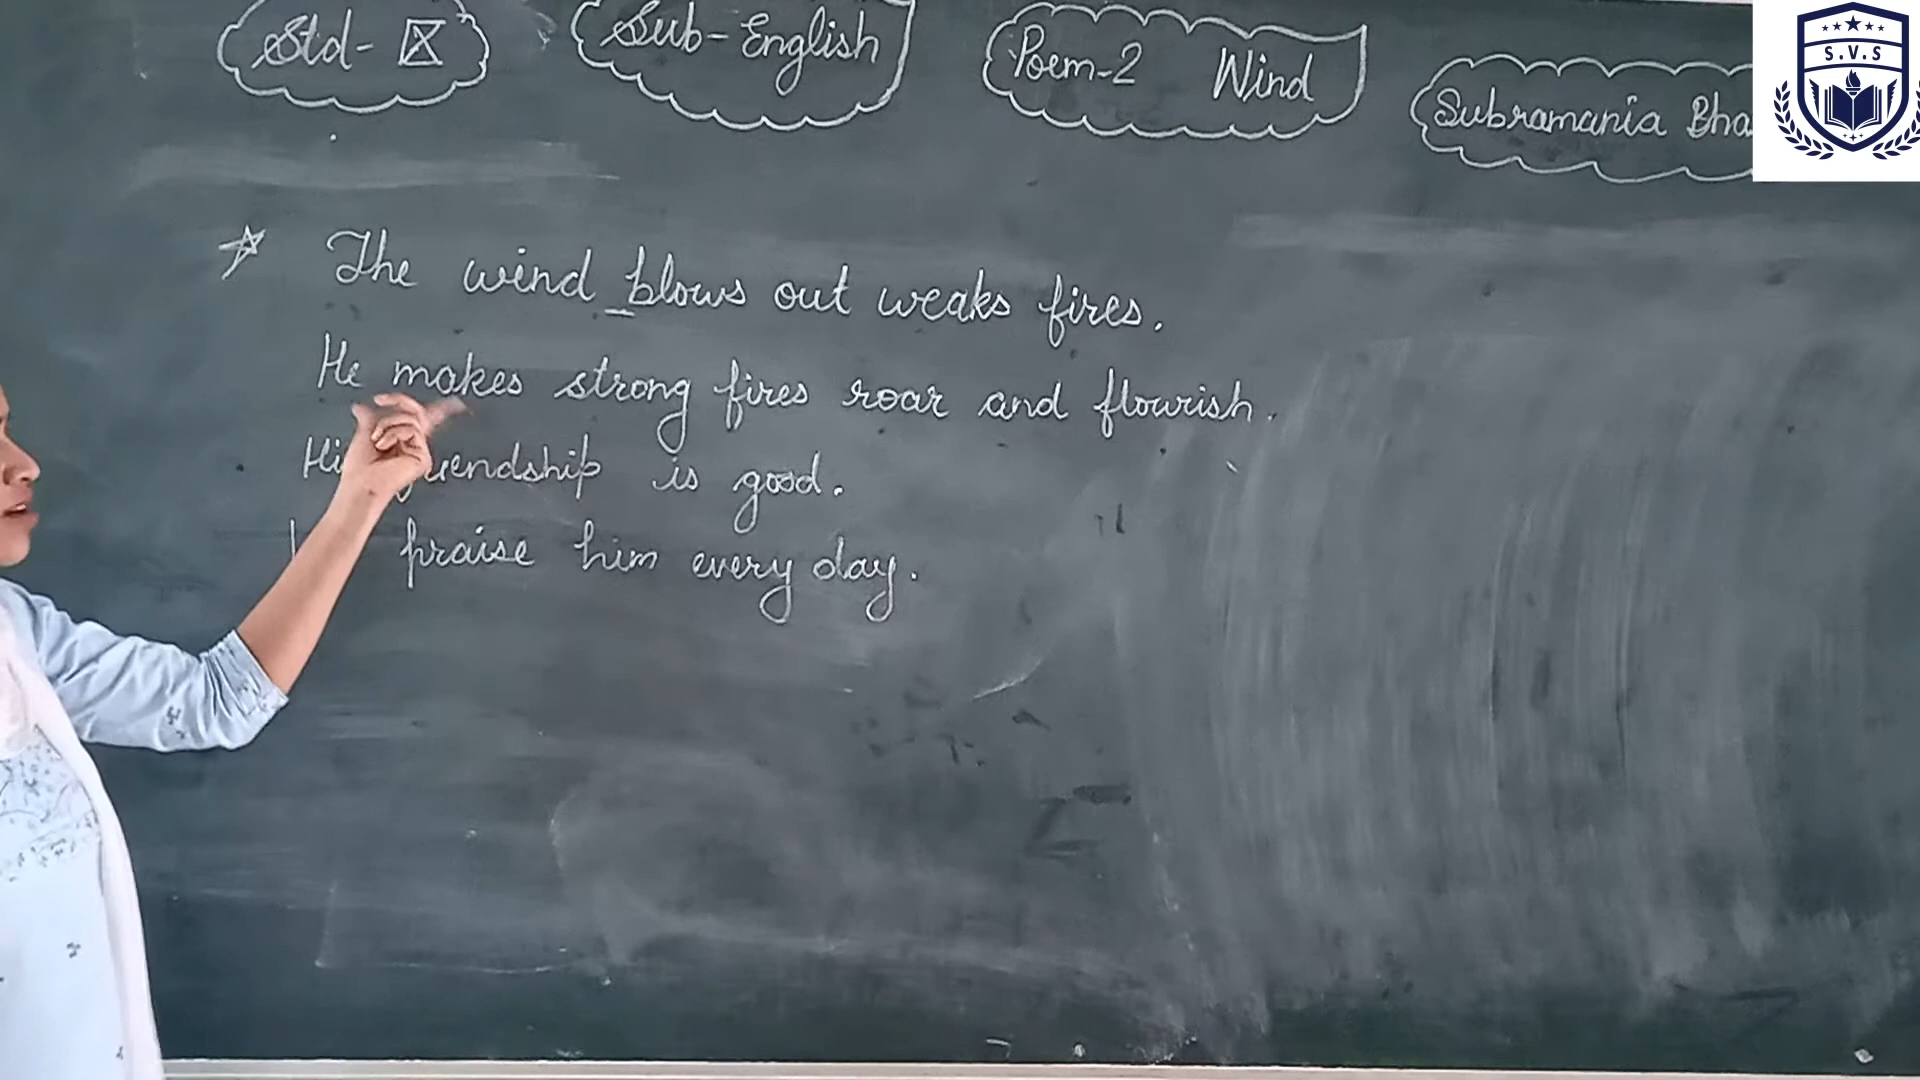 Std- IX
Sub-English
Poem-2 Wind
Subramania Bha
S.V.S
The wind blows out weaks fires.
He makes strong fires roar and flourish.
friendship is good.
praise him every day.